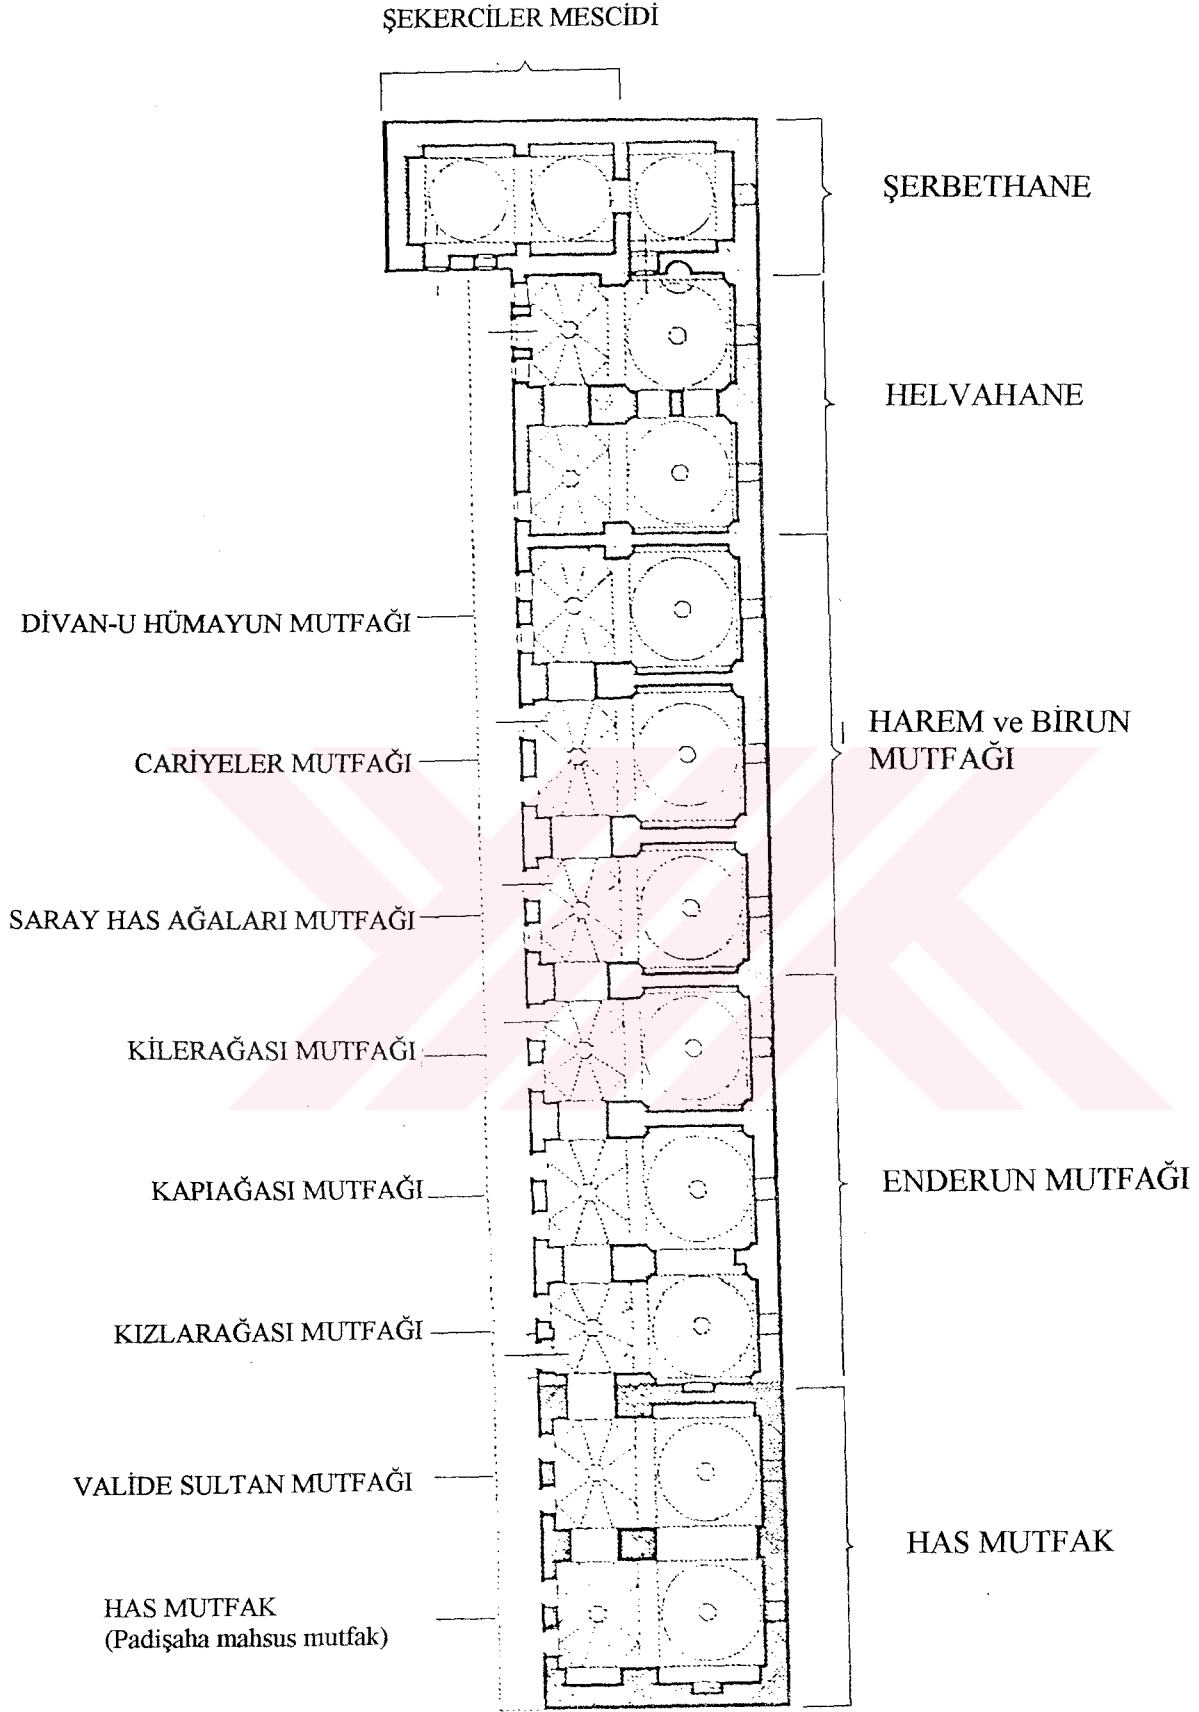 ŞEKERCİLER MESCİDİ
ŞERBETHANE
HELVAHANE
DİVAN-U HÜMAYUN MUTFAĞI
HAREM ve BİRUN
MUTFAĞI
CARİYELER MUTFAĞI
SARAY HAS AĞALARI MUTFAĞI
KİLERAĞASI MUTFAĞI
KAPIAĞASI MUTFAĞI
ENDERUN MUTFAĞI
KIZLARAĞASI MUTFAĞI
VALİDE SULTAN MUTFAĞI
HAS MUTFAK
HAS MUTFAK
(Padişaha mahsus mutfak)